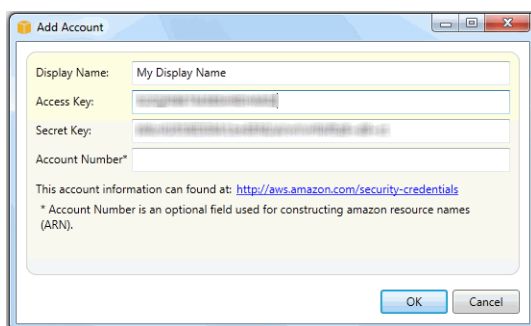 Add Account
Display Name: My Display Name
Access Key:
Secret Key:
Account Number*
This account information can found at: http://aws.amazon.com/security-credentials
* Account Number is an optional field used for constructing amazon resource names
(ARN).
OK Cancel